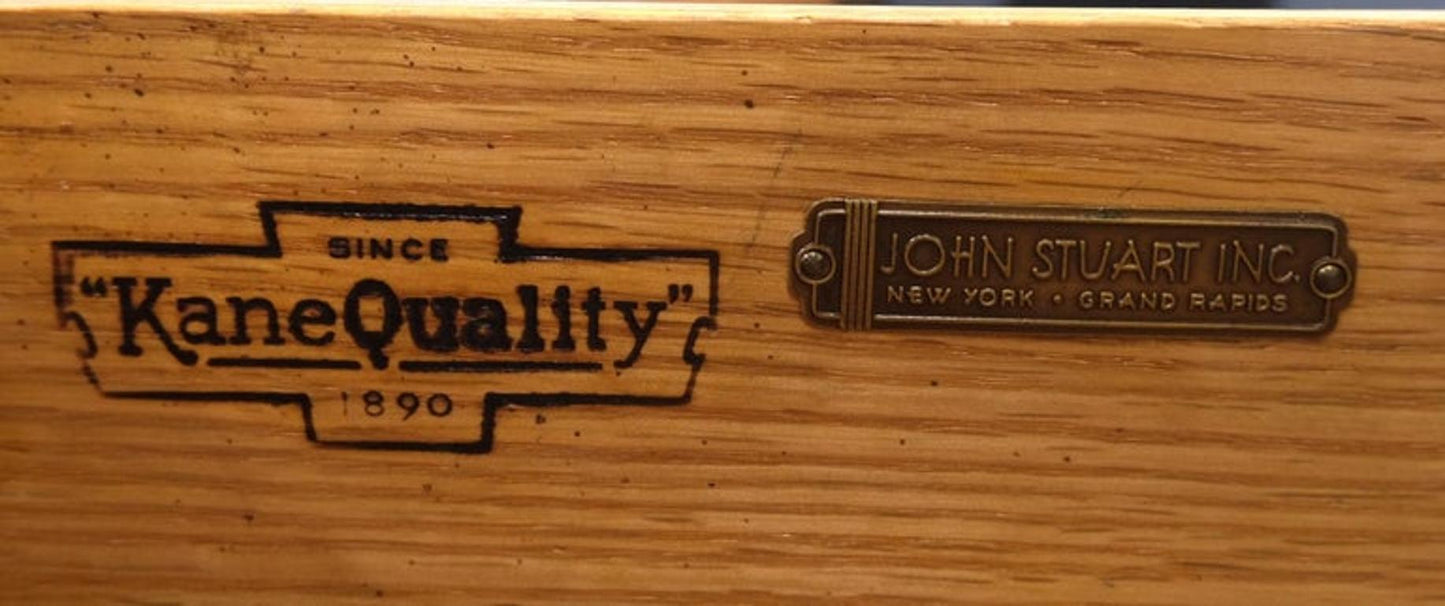 SINCE
“KaneQuality”
1890
JOHN STUART INC.
NEW YORK • GRAND RAPIDS